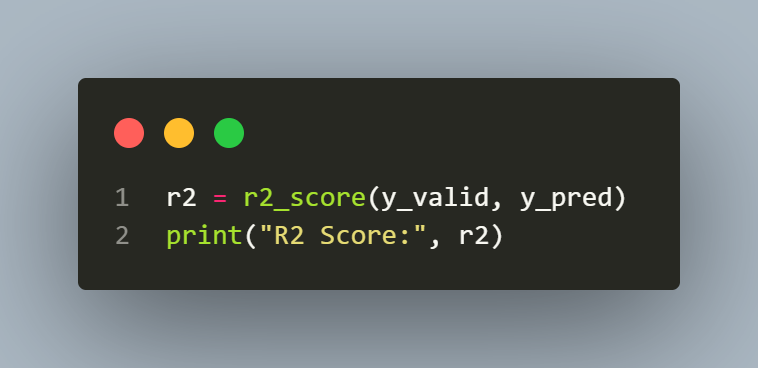 1 r2 = r2_score(y_valid, y_pred)
2 print("R2 Score:", r2)